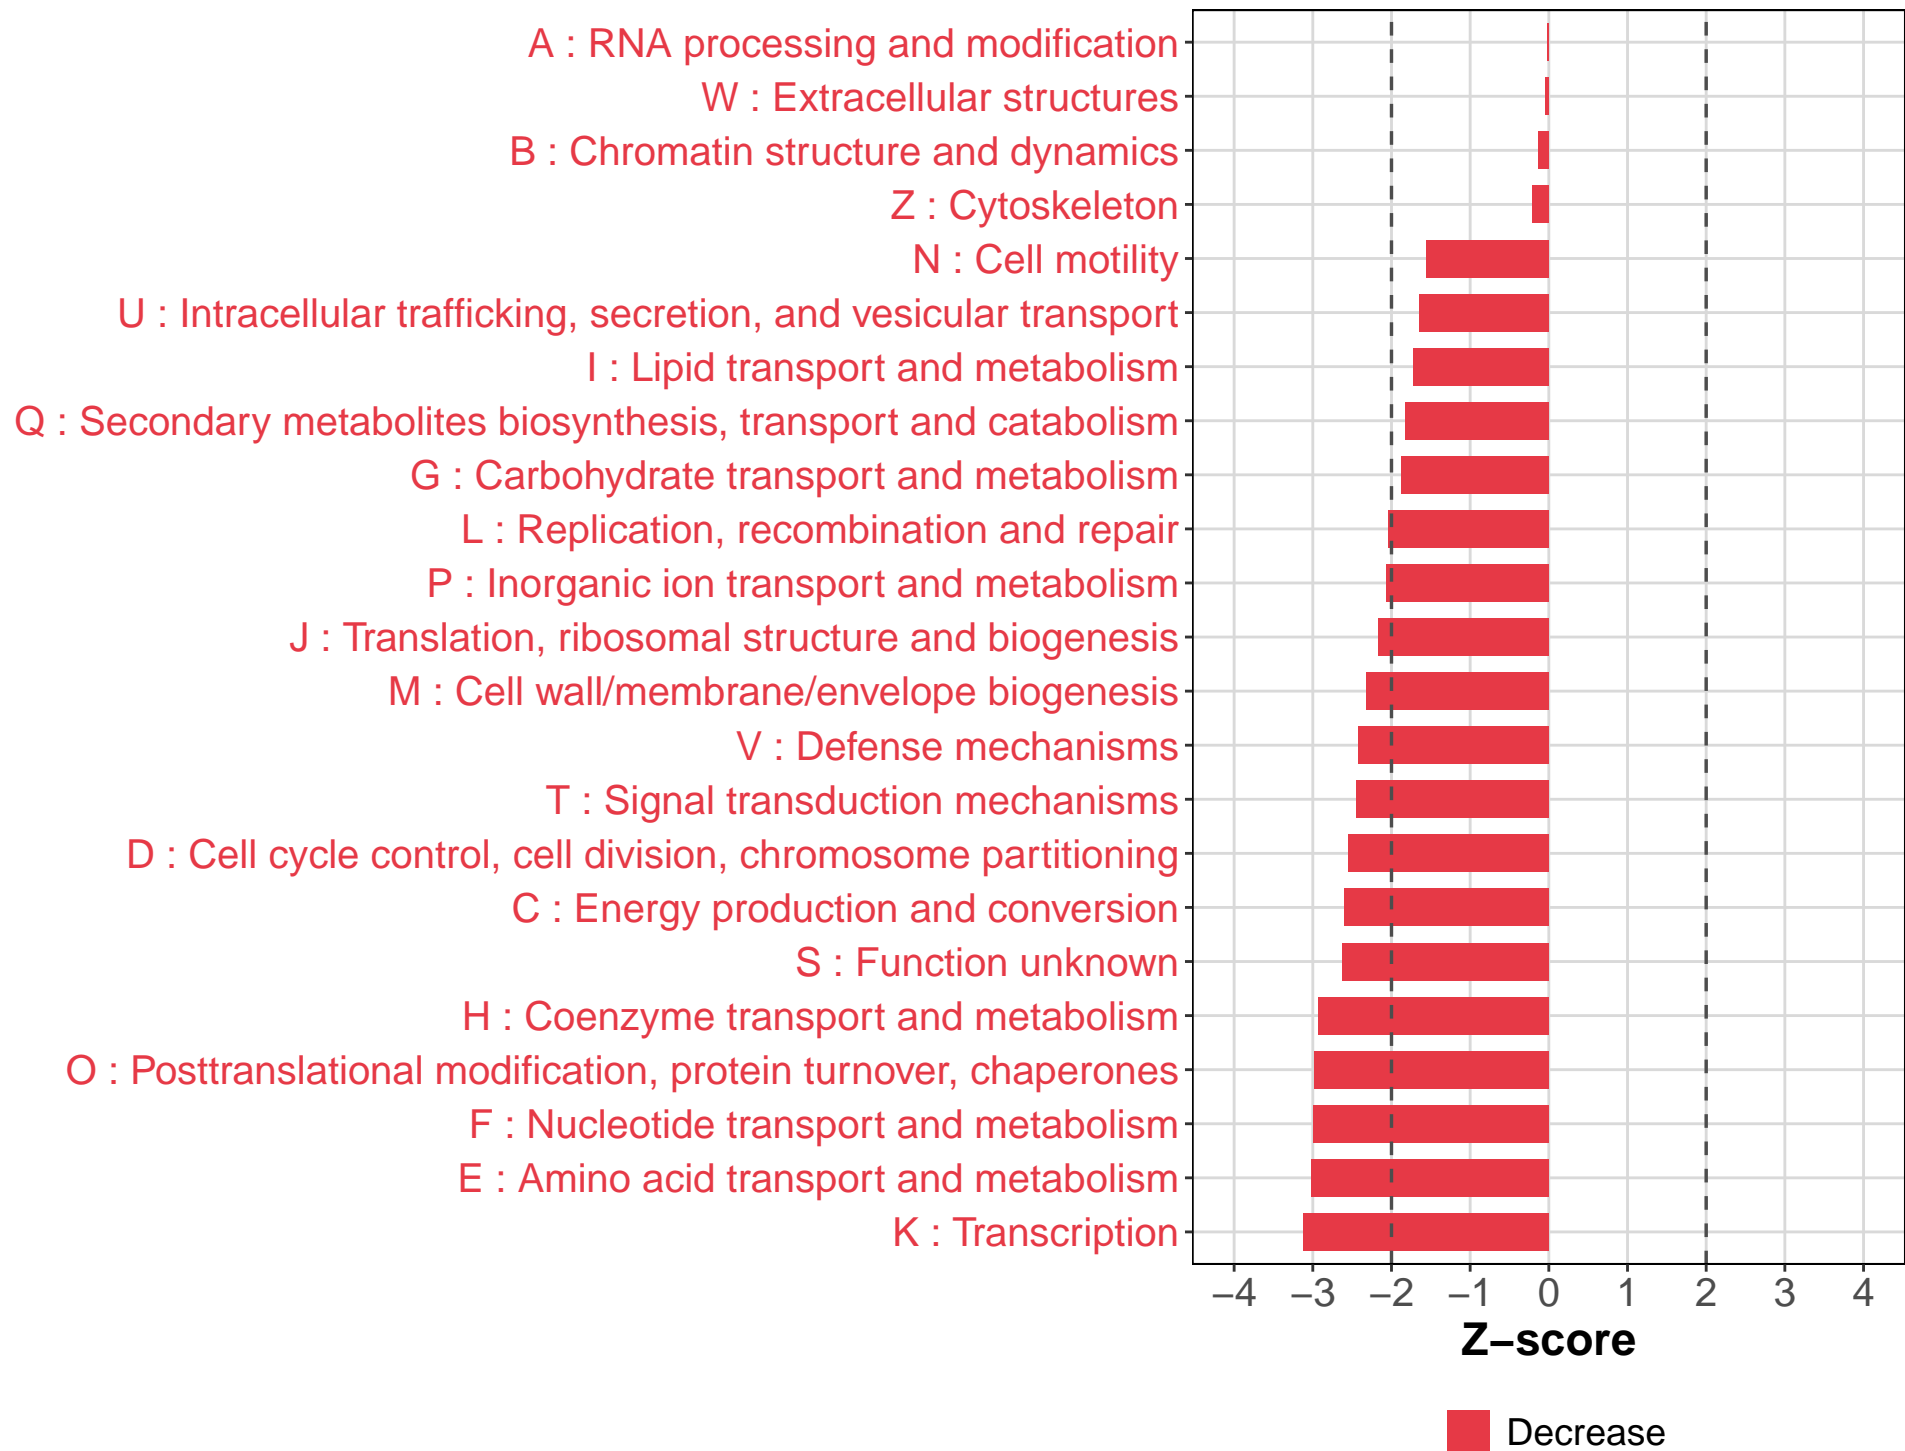 A : RNA processing and modification
W : Extracellular structures
B : Chromatin structure and dynamics
Z : Cytoskeleton
N : Cell motility
U : Intracellular trafficking, secretion, and vesicular transport
I : Lipid transport and metabolism
Q : Secondary metabolites biosynthesis, transport and catabolism
G : Carbohydrate transport and metabolism
L : Replication, recombination and repair
P : Inorganic ion transport and metabolism
J : Translation, ribosomal structure and biogenesis
M : Cell wall/membrane/envelope biogenesis
V : Defense mechanisms
T : Signal transduction mechanisms
D : Cell cycle control, cell division, chromosome partitioning
C : Energy production and conversion
S : Function unknown
H : Coenzyme transport and metabolism
O : Posttranslational modification, protein turnover, chaperones
F : Nucleotide transport and metabolism
E : Amino acid transport and metabolism
K : Transcription
−4 −3 −2 −1 0 1 2 3 4
Z−score
Decrease